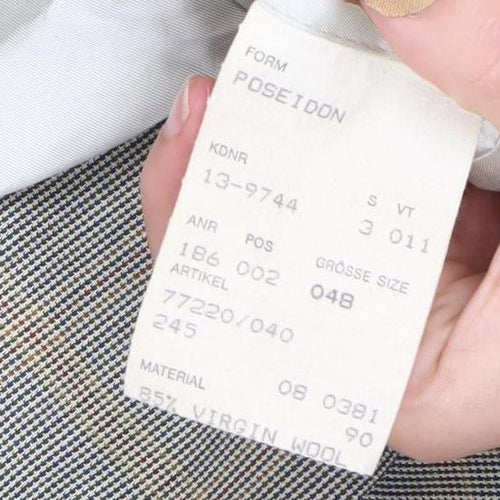 FORM
POSEIDON
KDNR S VT
13-9744 3 011
ANR POS GRÖSSE SIZE
186 002 048
ARTIKEL
77220/040
245
MATERIAL 08 0381
90
85% VIRGIN WOOL